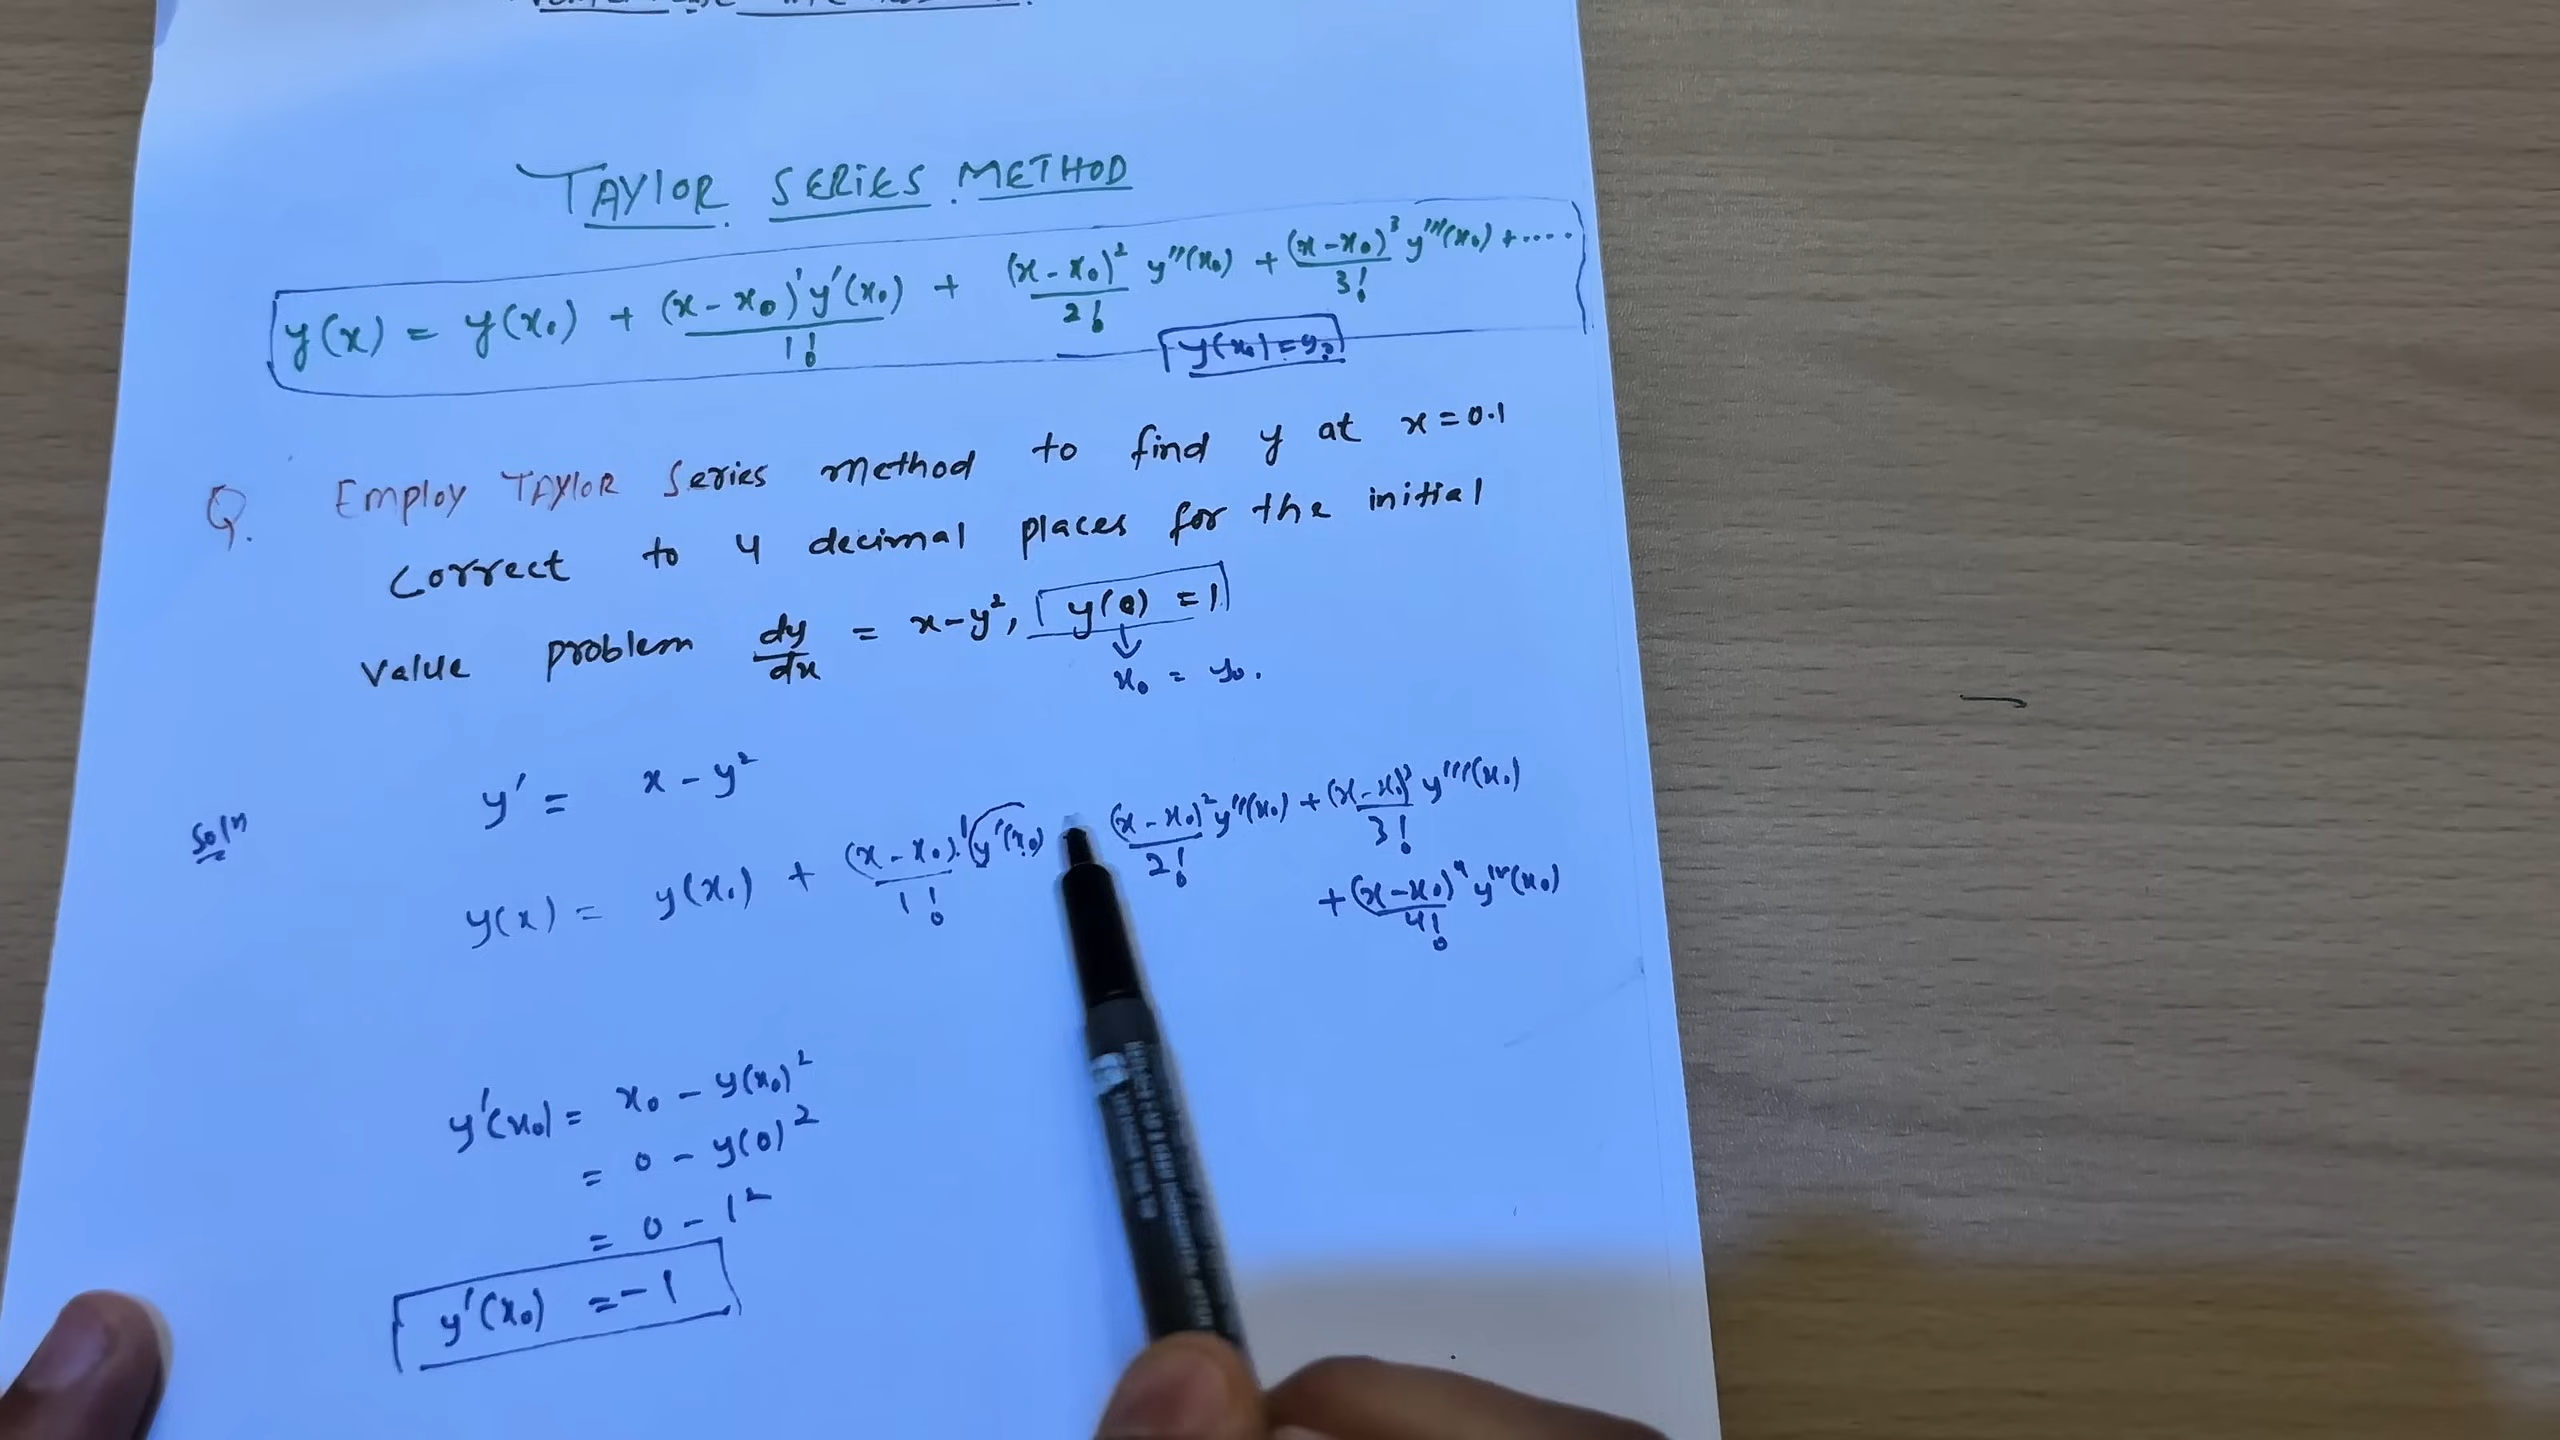 TAYLOR SERIES METHOD
y(x) = y(x₀) + (x-x₀)' y'(x₀)/1! + (x-x₀)²/2! y''(x₀) + (x-x₀)³/3! y'''(x₀) + ....
y(x₀) = y₀
Q. Employ TAYLOR Series method to find y at x = 0.1
correct to 4 decimal places for the initial
value problem dy/dx = x-y², y(0) = 1
x₀ = y₀.
Soln y' = x - y²
y(x) = y(x₀) + (x-x₀)' y'(x₀)/1! (x-x₀)² y''(x₀)/2! + (x-x₀)³ y'''(x₀)/3!
+ (x-x₀)⁴ y^iv(x₀)/4!
y'(x₀) = x₀ - y(x₀)²
= 0 - y(0)²
= 0 - 1²
y'(x₀) = -1